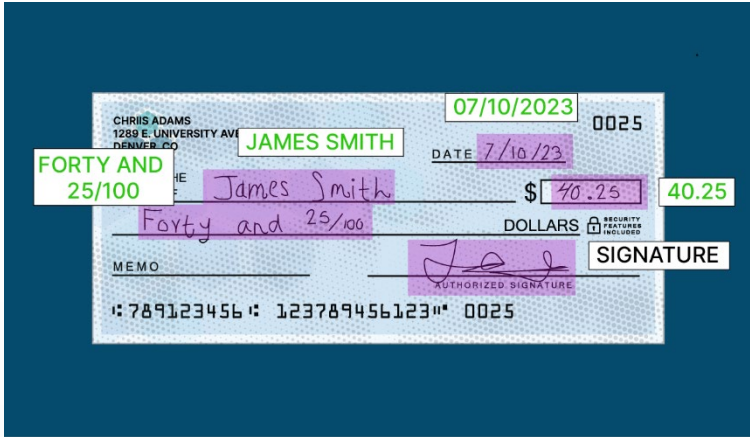 07/10/2023
CHRIIS ADAMS
0025
1289 E. UNIVERSITY AVE
JAMES SMITH
DENVER, CO
DATE 7/10/23
FORTY AND
25/100
HE
F James Smith $ 40.25
40.25
Forty and 25/100 DOLLARS SECURITY FEATURES INCLUDED
SIGNATURE
MEMO
AUTHORIZED SIGNATURE
⑆789123456⑆ 123789456123⑈ 0025